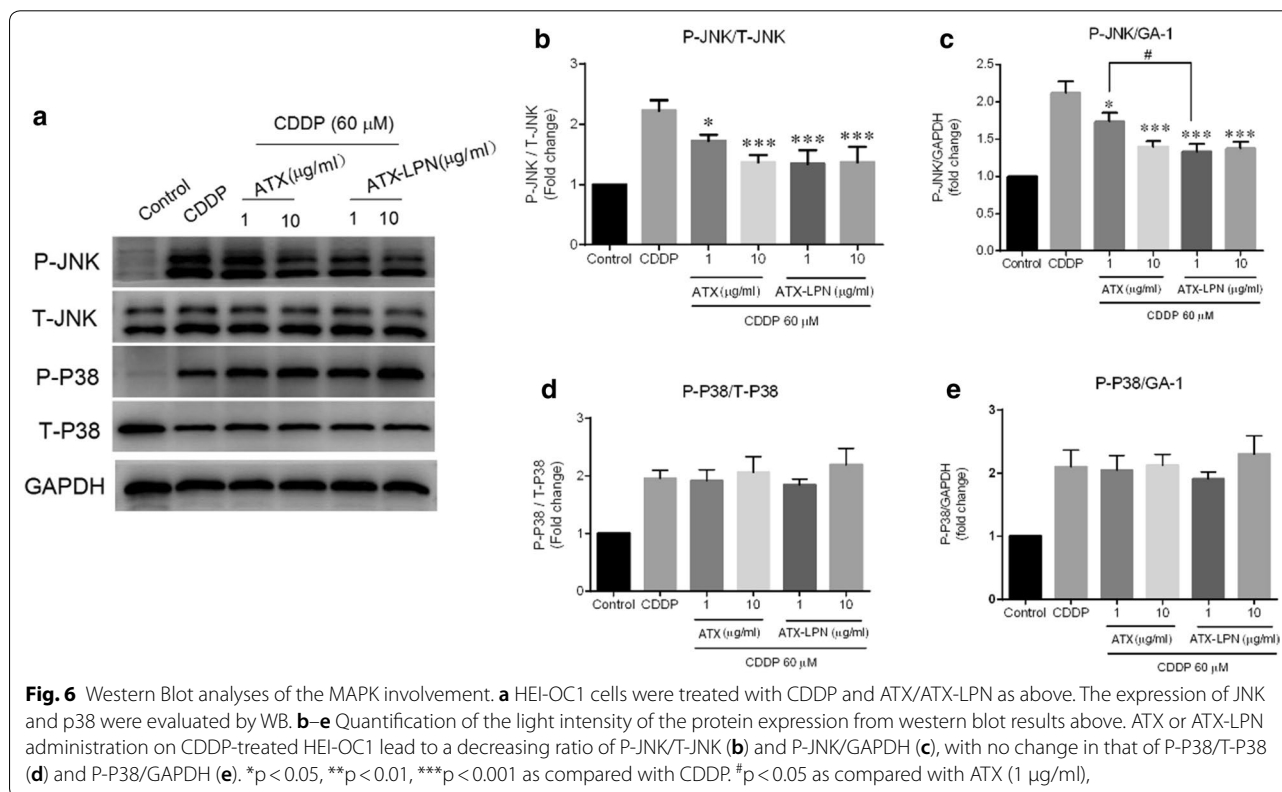 a
CDDP (60 μM)
Control
CDDP
ATX(μg/ml)
ATX-LPN(μg/ml)
1 10 1 10
P-JNK
T-JNK
P-P38
T-P38
GAPDH
b
P-JNK/T-JNK
P-JNK / T-JNK
(Fold change)
3
2
1
0
* *** *** ***
Control CDDP 1 10 1 10
ATX(μg/ml) ATX-LPN (μg/ml)
CDDP 60 μM
c
P-JNK/GA-1
P-JNK/GAPDH
(fold change)
2.5
2.0
1.5
1.0
0.5
0.0
#
* *** *** ***
Control CDDP 1 10 1 10
ATX (μg/ml) ATX-LPN (μg/ml)
CDDP 60 μM
d
P-P38/T-P38
P-P38 / T-P38
(Fold change)
3
2
1
0
Control CDDP 1 10 1 10
ATX (μg/ml) ATX-LPN (μg/ml)
CDDP 60 μM
e
P-P38/GA-1
P-P38/GAPDH
(fold change)
3
2
1
0
Control CDDP 1 10 1 10
ATX (μg/ml) ATX-LPN (μg/ml)
CDDP 60 μM
Fig. 6 Western Blot analyses of the MAPK involvement. a HEI-OC1 cells were treated with CDDP and ATX/ATX-LPN as above. The expression of JNK
and p38 were evaluated by WB. b–e Quantification of the light intensity of the protein expression from western blot results above. ATX or ATX-LPN
administration on CDDP-treated HEI-OC1 lead to a decreasing ratio of P-JNK/T-JNK (b) and P-JNK/GAPDH (c), with no change in that of P-P38/T-P38
(d) and P-P38/GAPDH (e). *p < 0.05, **p < 0.01, ***p < 0.001 as compared with CDDP. #p < 0.05 as compared with ATX (1 μg/ml),